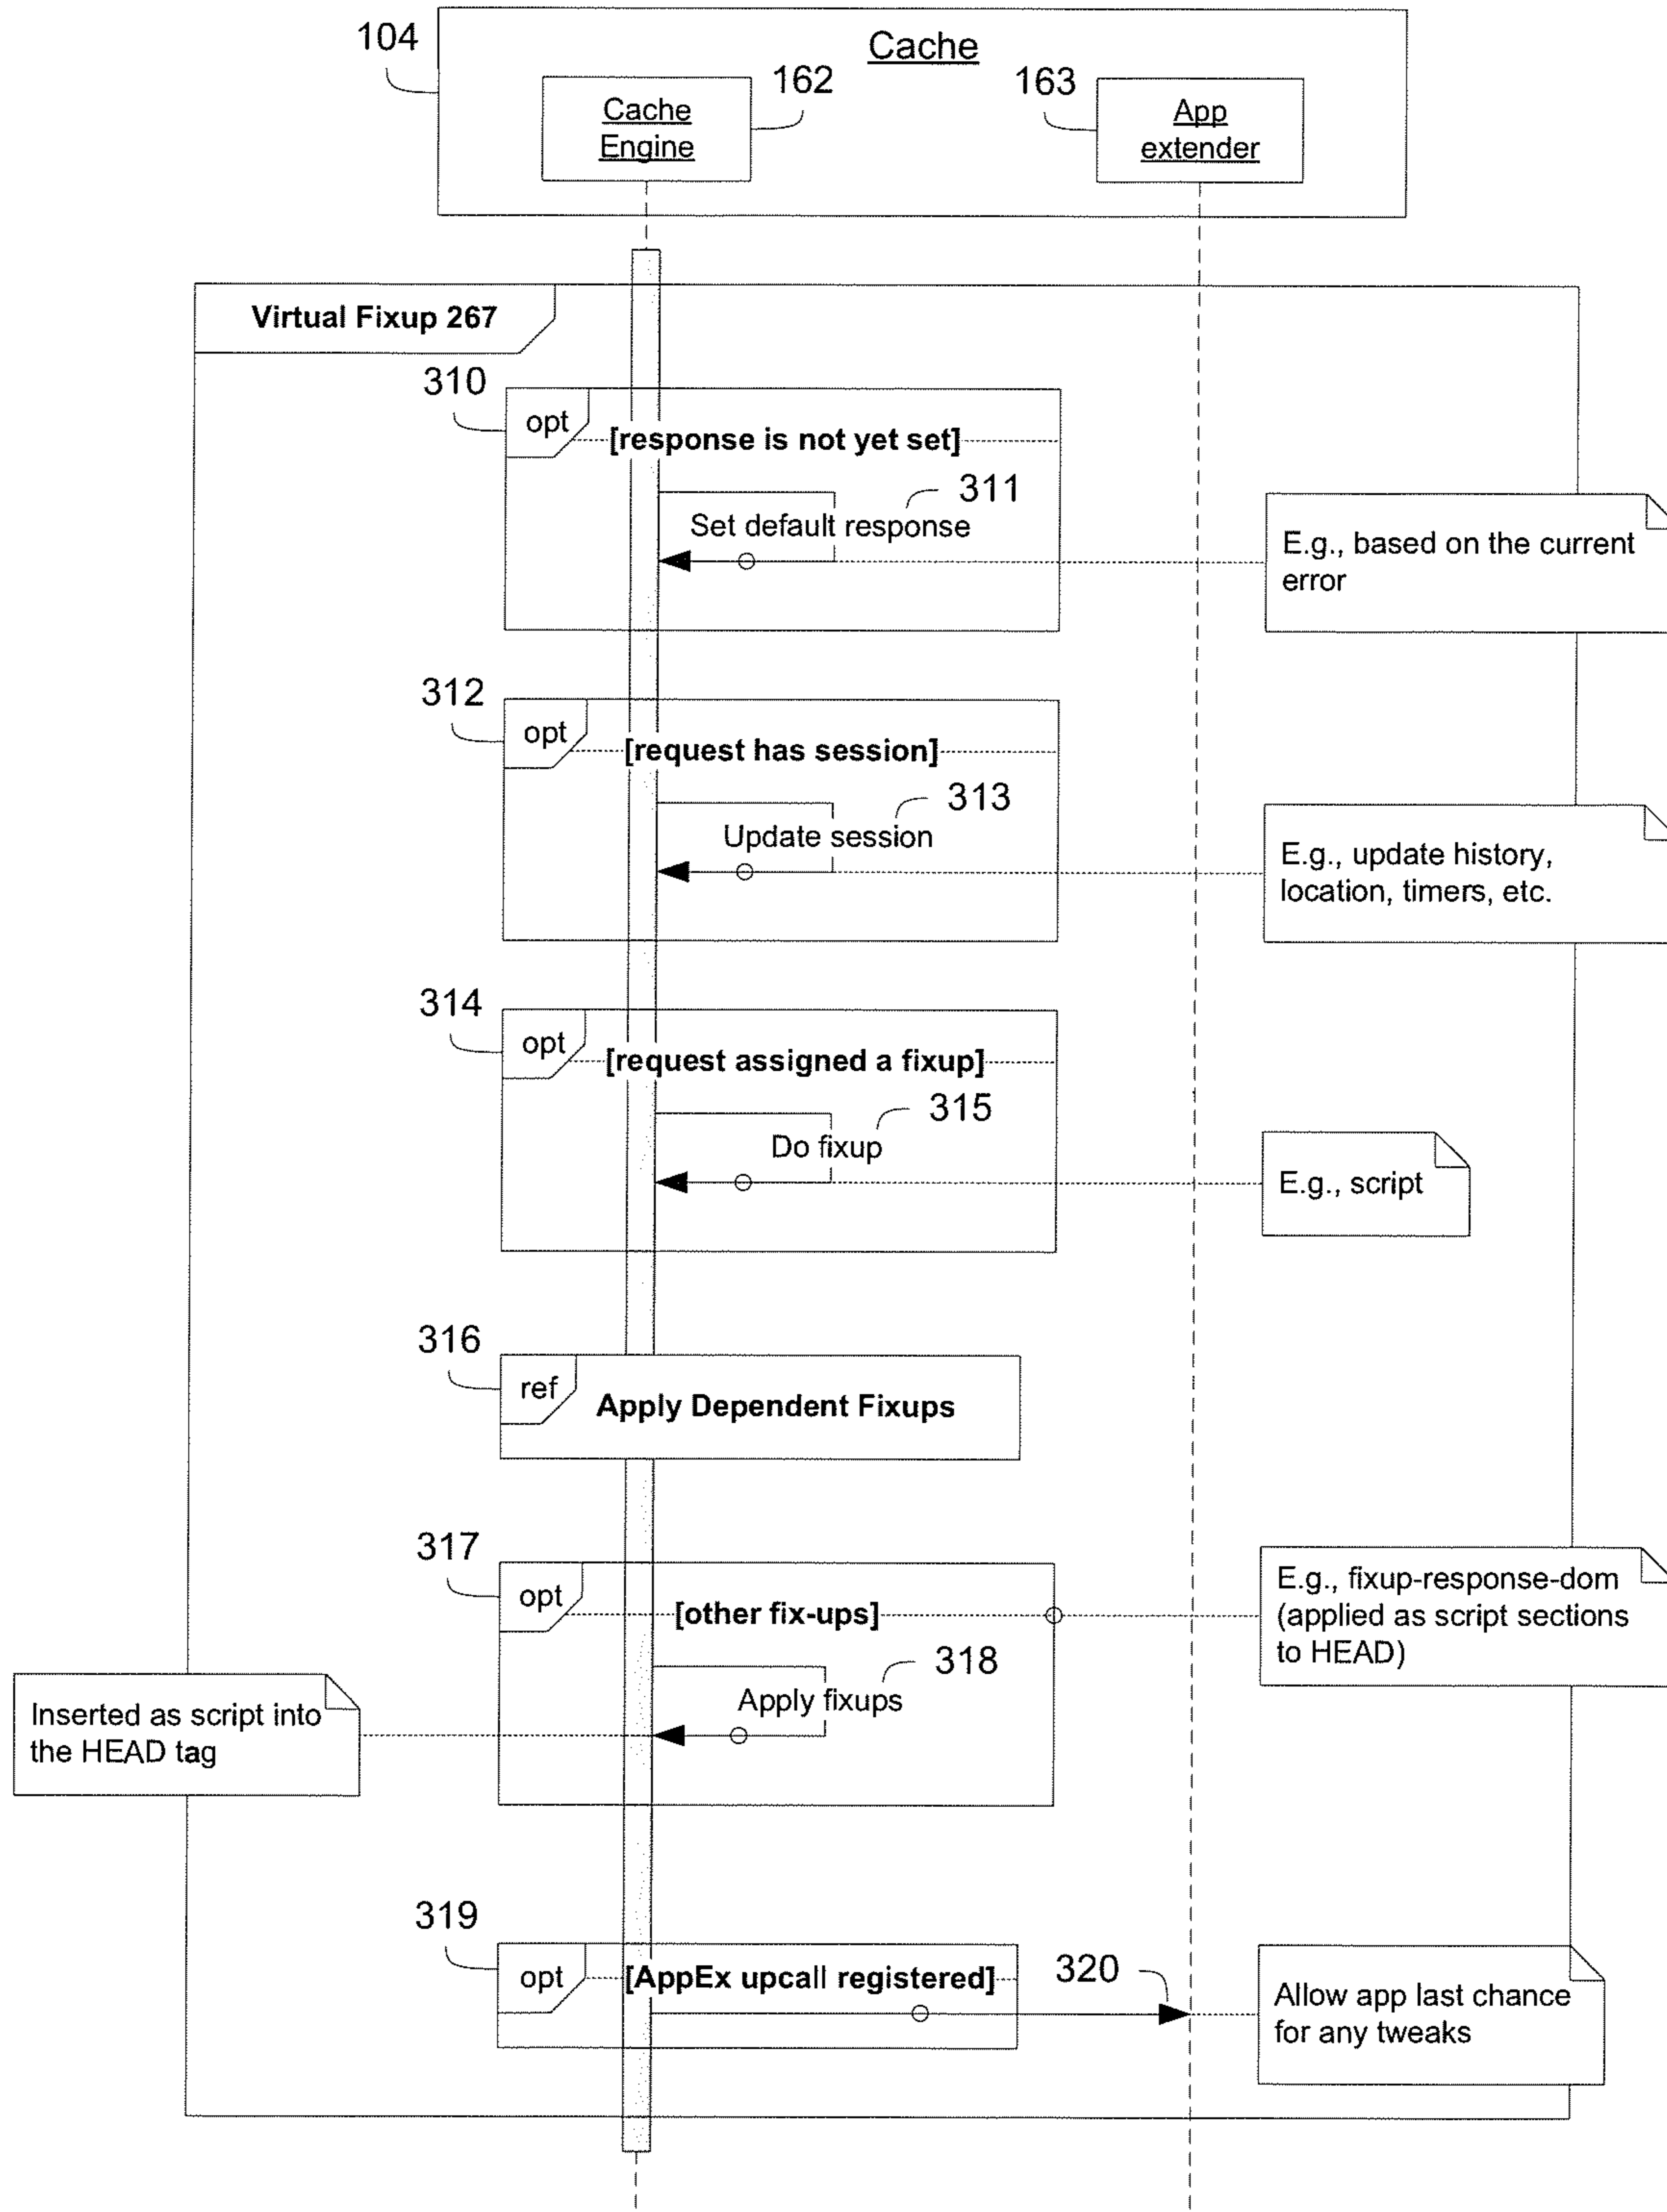 104
Cache
162
163
Cache
Engine
App
extender
Virtual Fixup 267
310
opt
[response is not yet set]
311
Set default response
E.g., based on the current
error
312
opt
[request has session]
313
Update session
E.g., update history,
location, timers, etc.
314
opt
[request assigned a fixup]
315
Do fixup
E.g., script
316
ref
Apply Dependent Fixups
317
opt
[other fix-ups]
E.g., fixup-response-dom
(applied as script sections
to HEAD)
318
Apply fixups
Inserted as script into
the HEAD tag
319
opt
[AppEx upcall registered]
320
Allow app last chance
for any tweaks